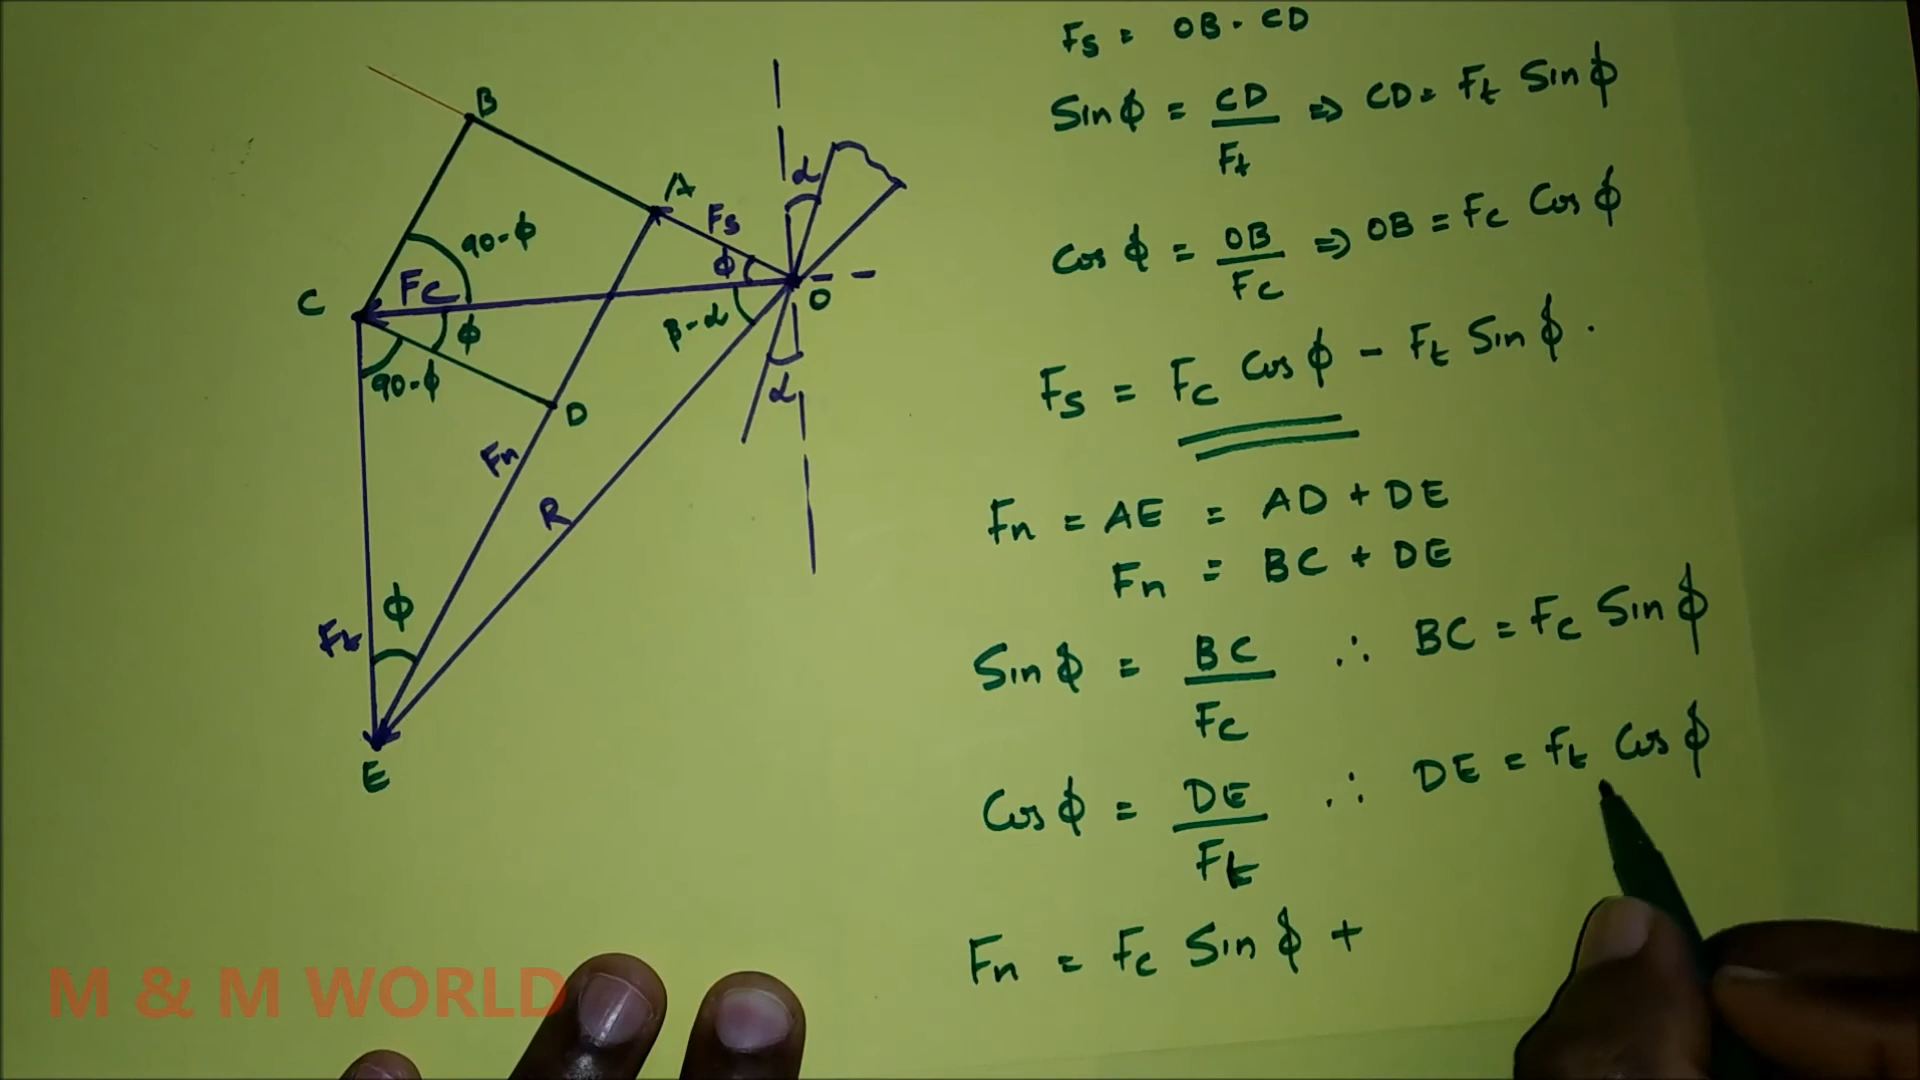 B
A
α
Fs
90-ϕ
ϕ
C
Fc
O
β-α
ϕ
90-ϕ
α
D
Fn
R
ϕ
Ft
E
Fs = OB - CD
Sin ϕ = CD/Ft ⇒ CD = Ft Sin ϕ
Cos ϕ = OB/Fc ⇒ OB = Fc Cos ϕ
Fs = Fc Cos ϕ - Ft Sin ϕ .
Fn = AE = AD + DE
Fn = BC + DE
Sin ϕ = BC/Fc ∴ BC = Fc Sin ϕ
Cos ϕ = DE/Ft ∴ DE = Ft Cos ϕ
Fn = Fc Sin ϕ +
M & M WORLD